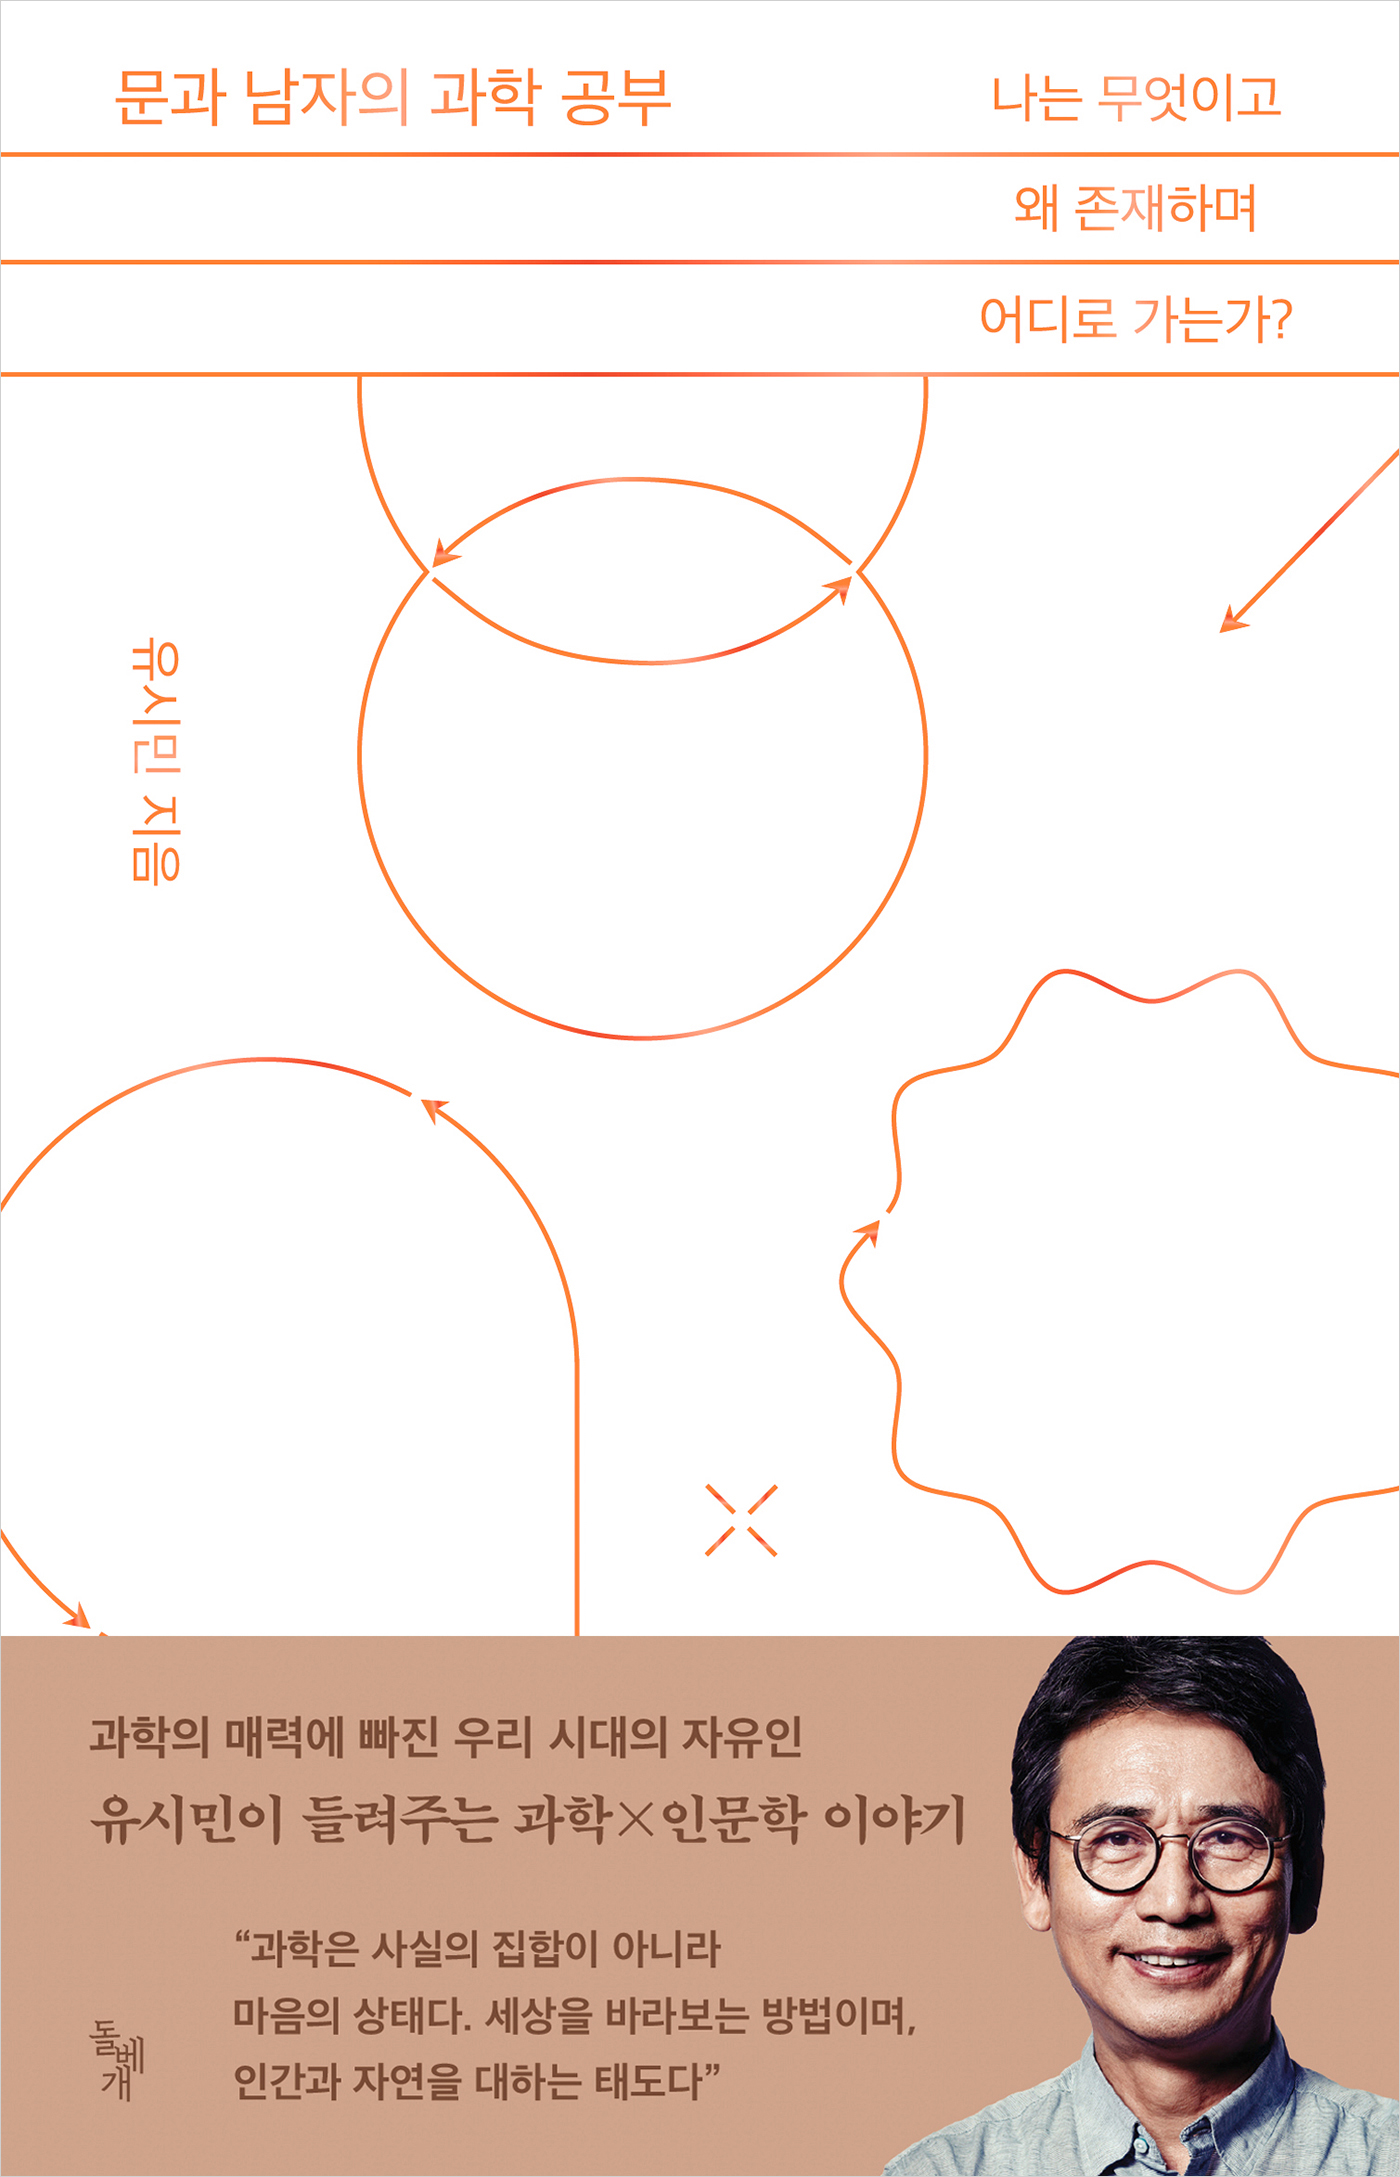 문과 남자의 과학 공부
나는 무엇이고
왜 존재하며
어디로 가는가?
유시민 지음
과학의 매력에 빠진 우리 시대의 자유인
유시민이 들려주는 과학×인문학 이야기
“과학은 사실의 집합이 아니라
마음의 상태다. 세상을 바라보는 방법이며,
인간과 자연을 대하는 태도다”
돌베개